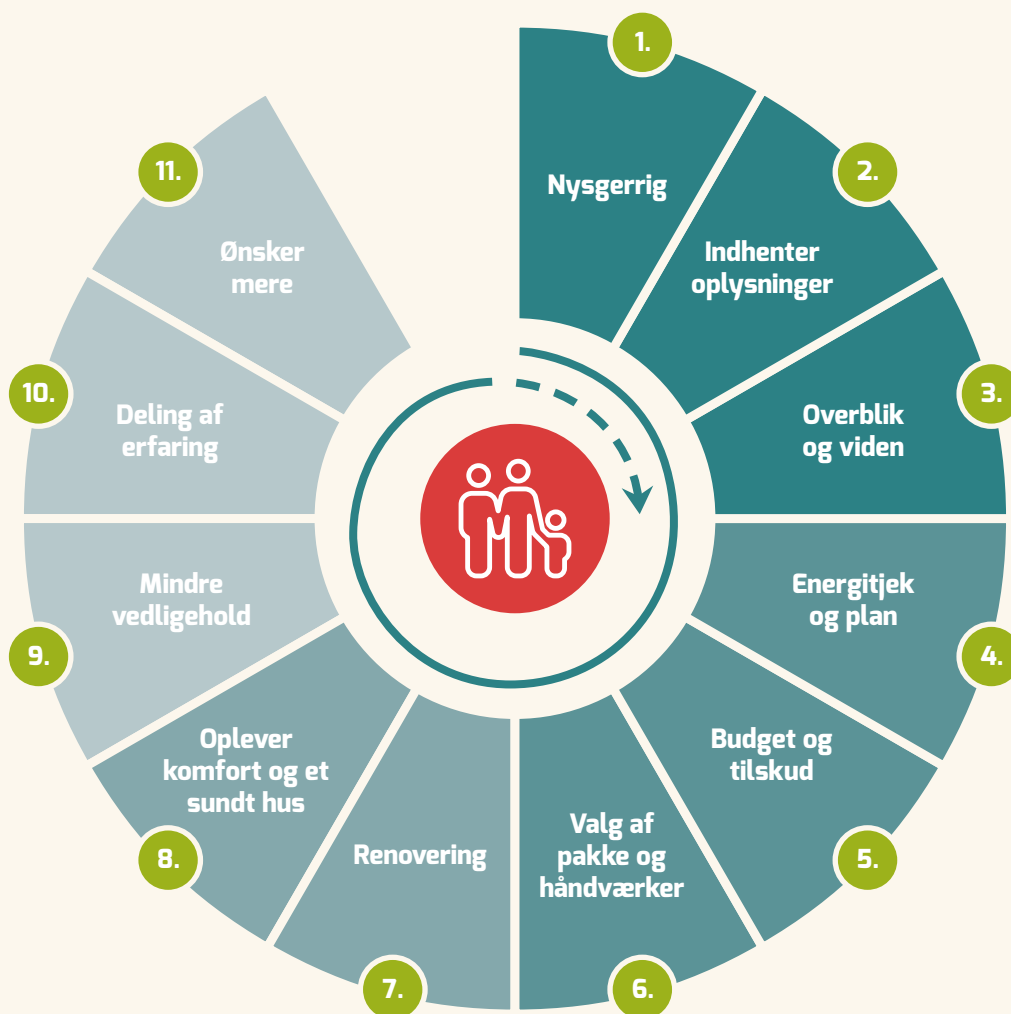 1.
Nysgerrig
2.
Indhenter
oplysninger
3.
Overblik
og viden
4.
Energitjek
og plan
5.
Budget og
tilskud
6.
Valg af
pakke og
håndværker
7.
Renovering
8.
Oplever
komfort og et
sundt hus
9.
Mindre
vedligehold
10.
Deling af
erfaring
11.
Ønsker
mere